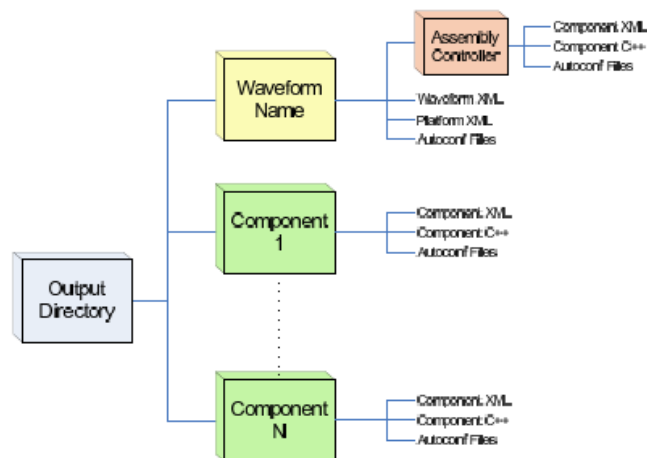 Assembly
Controller
Component XML
Component C++
Autoconf Files
Waveform
Name
Waveform XML
Platform XML
Autoconf Files
Component
1
Component XML
Component C++
Autoconf Files
Output
Directory
Component
N
Component XML
Component C++
Autoconf Files